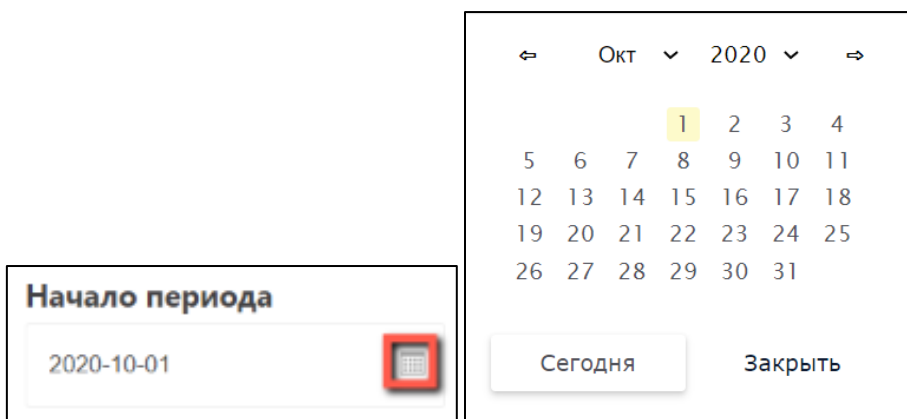 Начало периода
2020-10-01
⇦ Окт 2020 ⇨
1 2 3 4
5 6 7 8 9 10 11
12 13 14 15 16 17 18
19 20 21 22 23 24 25
26 27 28 29 30 31
Сегодня Закрыть